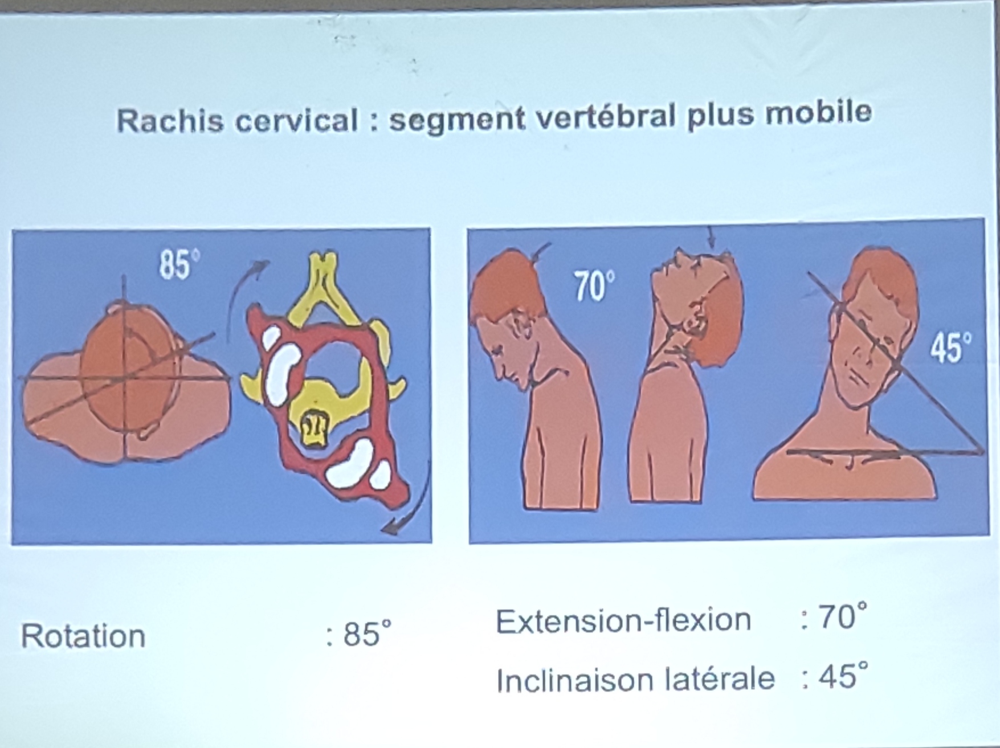 Rachis cervical : segment vertébral plus mobile
85°
70°
45°
Rotation : 85°
Extension-flexion : 70°
Inclinaison latérale : 45°